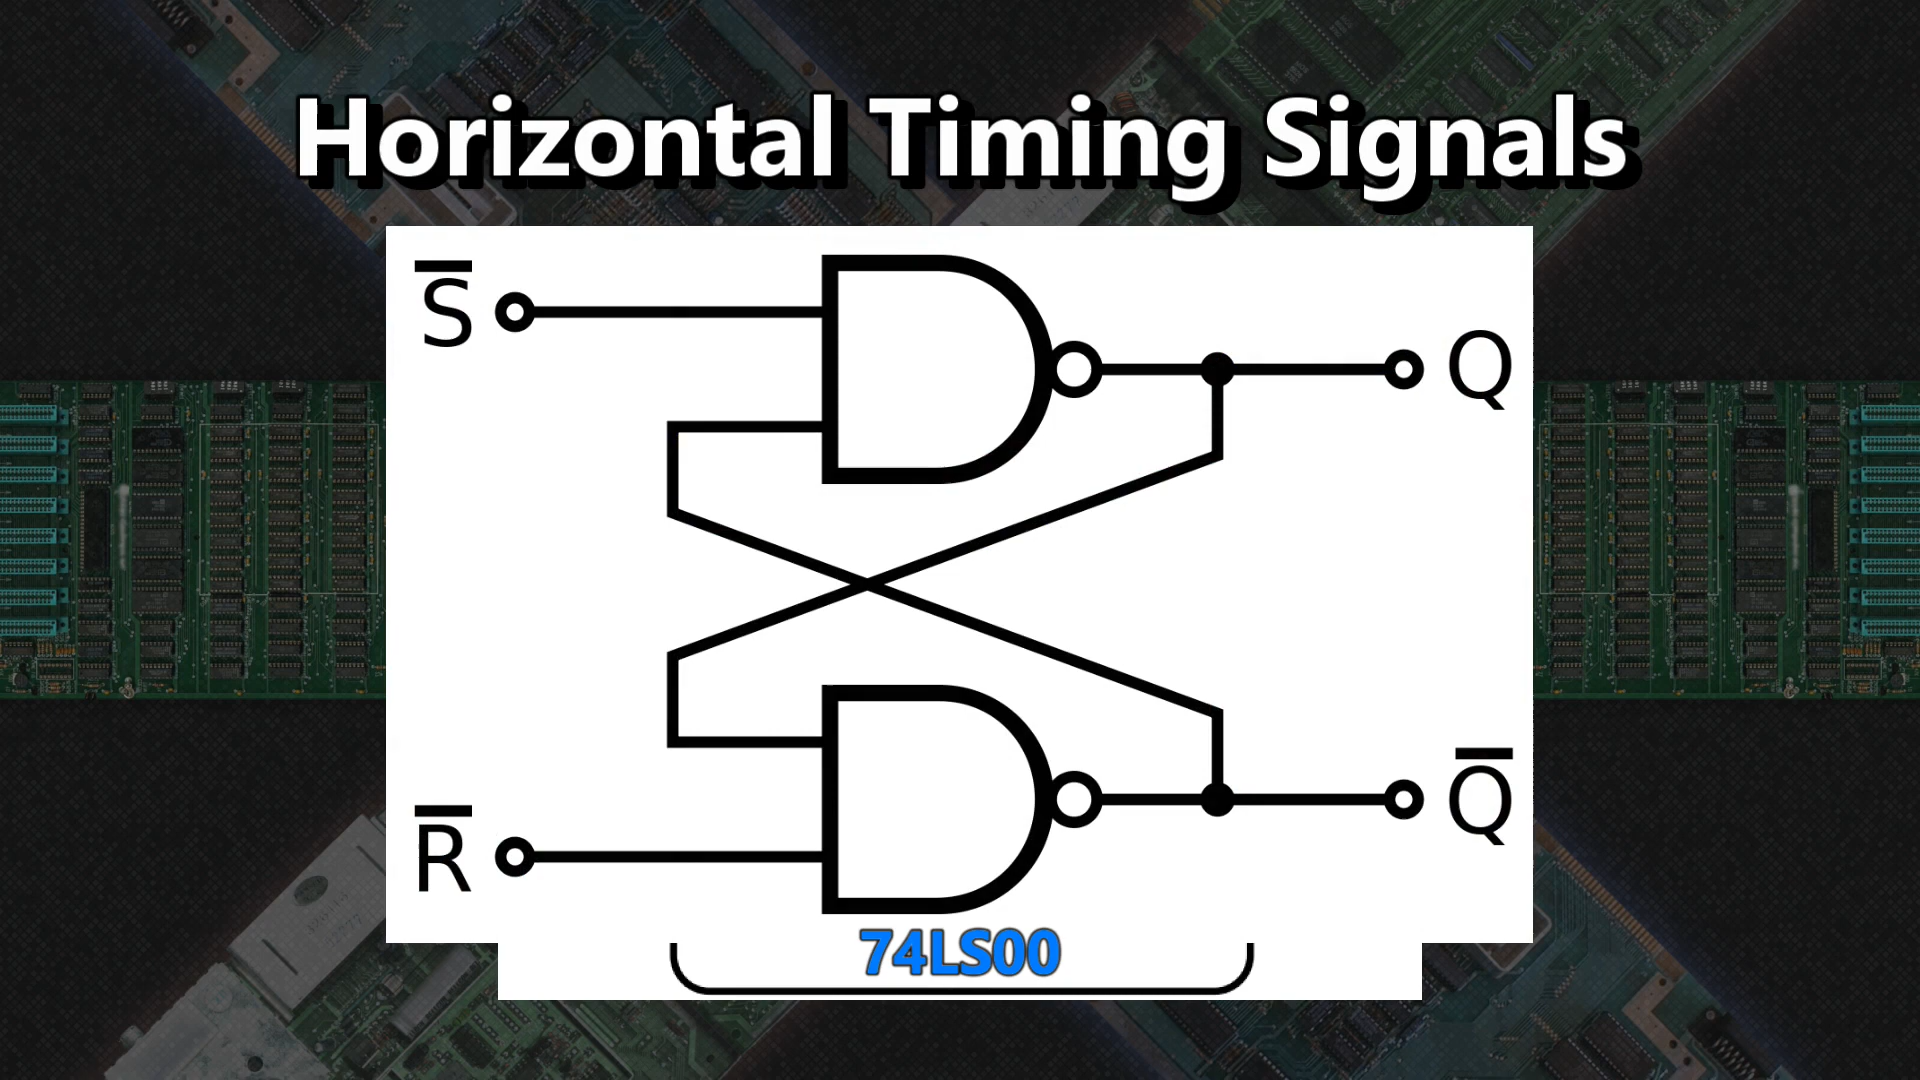 Horizontal Timing Signals
S̅
Q
R̅
Q̅
74LS00